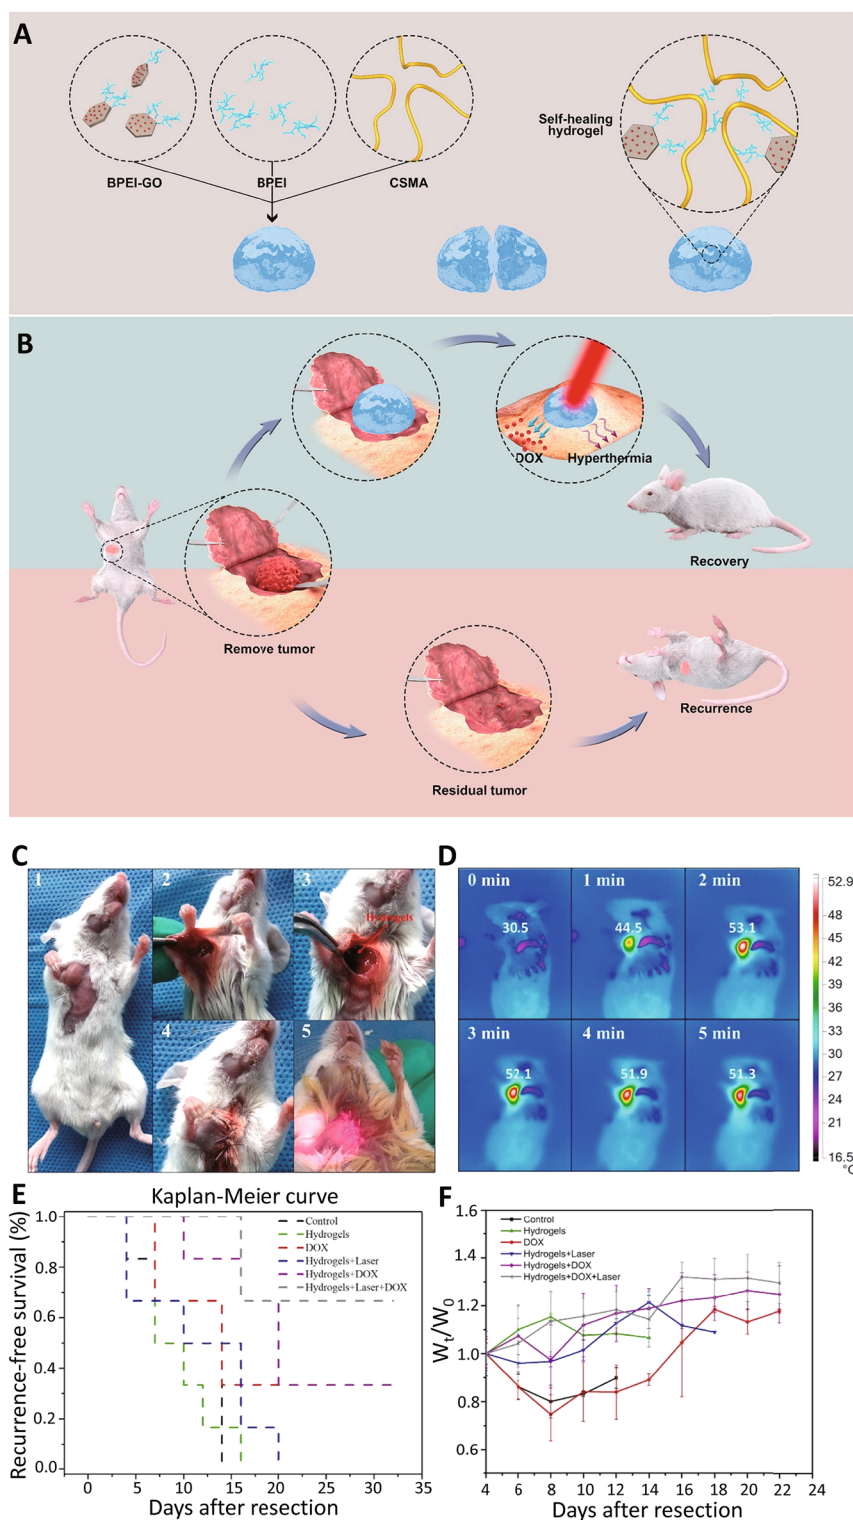 A
Self-healing
hydrogel
BPEI-GO
BPEI
CSMA
B
DOX
Hyperthermia
Recovery
Remove tumor
Recurrence
Residual tumor
C
1
2
3
Hydrogels
4
5
D
0 min
1 min
2 min
30.5
44.5
53.1
3 min
4 min
5 min
52.1
51.9
51.3
52.9
48
45
42
39
36
33
30
27
24
21
16.5
°C
E
Kaplan-Meier curve
Recurrence-free survival (%)
1.0
0.8
0.6
0.4
0.2
0.0
Control
Hydrogels
DOX
Hydrogels+Laser
Hydrogels+DOX
Hydrogels+Laser+DOX
0
5
10
15
20
25
30
35
Days after resection
F
Wt/W0
1.6
1.4
1.2
1.0
0.8
0.6
Control
Hydrogels
DOX
Hydrogels+Laser
Hydrogels+DOX
Hydrogels+DOX+Laser
4
6
8
10
12
14
16
18
20
22
24
Days after resection